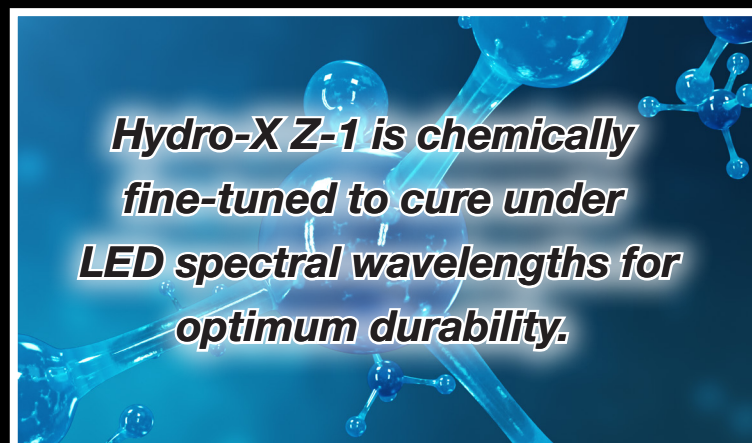 Hydro-X Z-1 is chemically
fine-tuned to cure under
LED spectral wavelengths for
optimum durability.